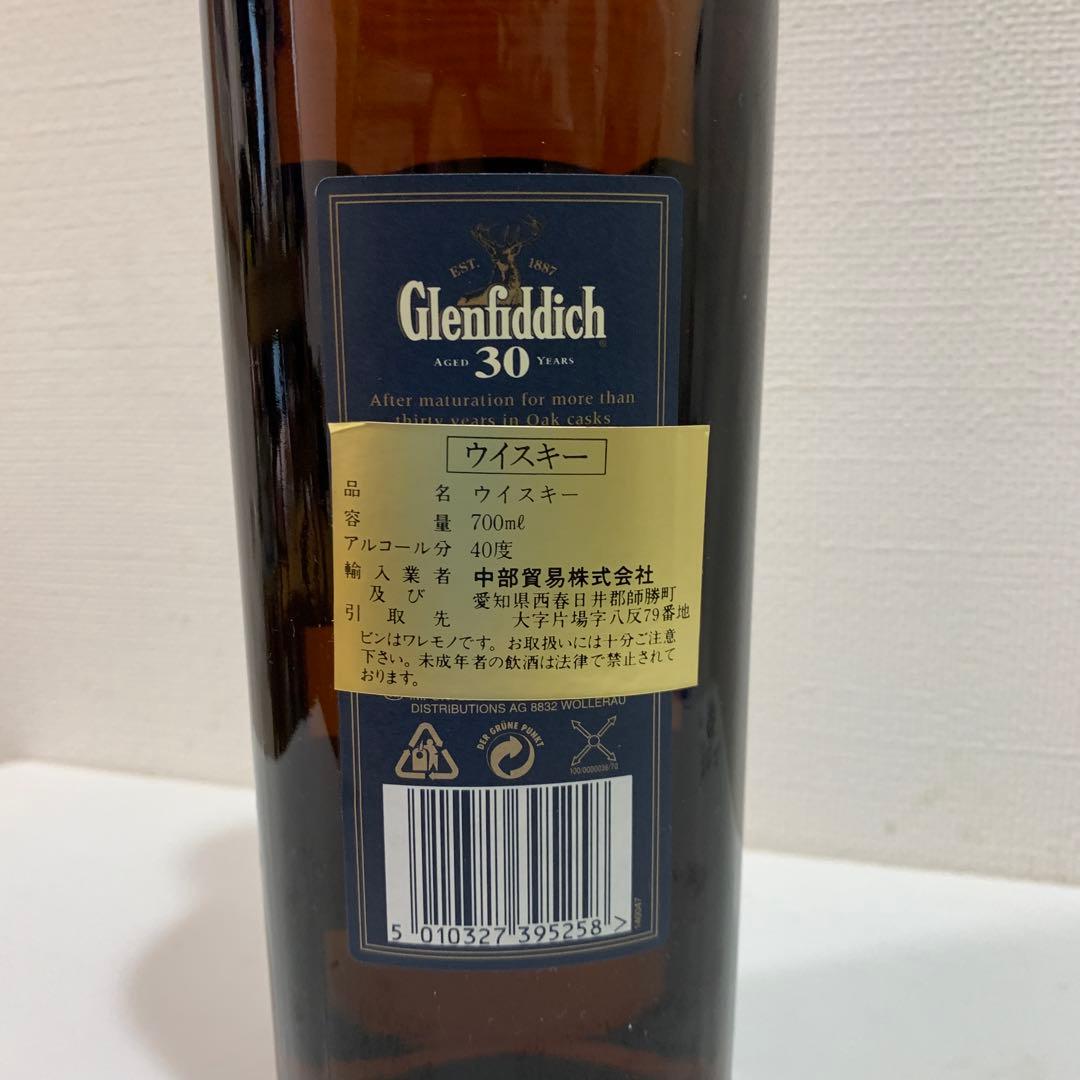 EST. 1887
Glenfiddich
AGED 30 YEARS
After maturation for more than
thirty years in Oak casks
ウイスキー
品名 ウイスキー
容量 700mℓ
アルコール分 40度
輸入業者 中部貿易株式会社
及び 愛知県西春日井郡師勝町
引取先 大字片場字八反79番地
ビンはワレモノです。お取扱いには十分ご注意
下さい。未成年者の飲酒は法律で禁止されて
おります。
DISTRIBUTIONS AG 8832 WOLLERAU
DER GRÜNE PUNKT
100/0000036/70
5 010327 395258 >